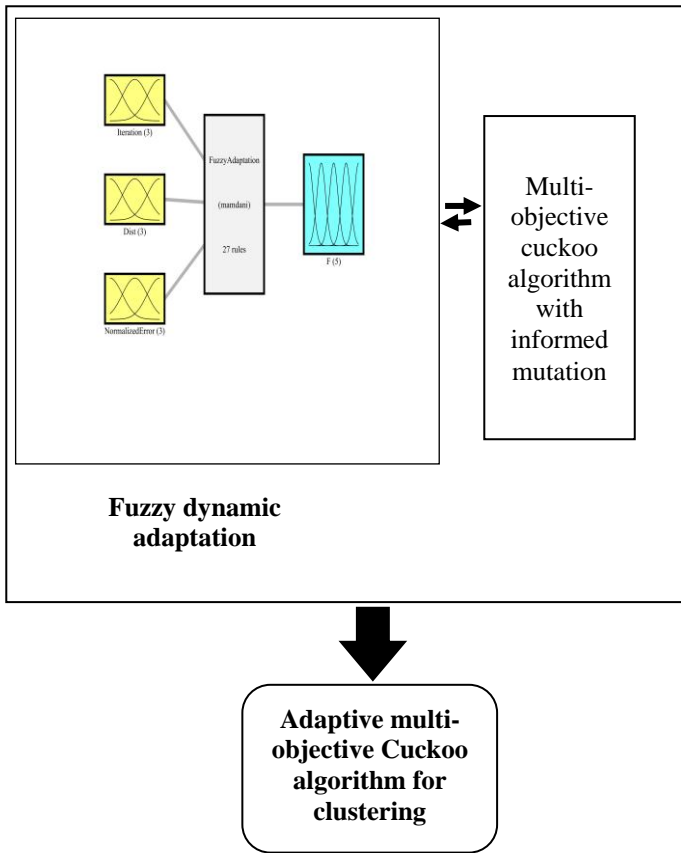 Iteration (3)
FuzzyAdaptation
Dist (3)
(mamdani)
27 rules
NormalizedError (3)
F (5)
Multi-
objective
cuckoo
algorithm
with
informed
mutation
Fuzzy dynamic
adaptation
Adaptive multi-
objective Cuckoo
algorithm for
clustering